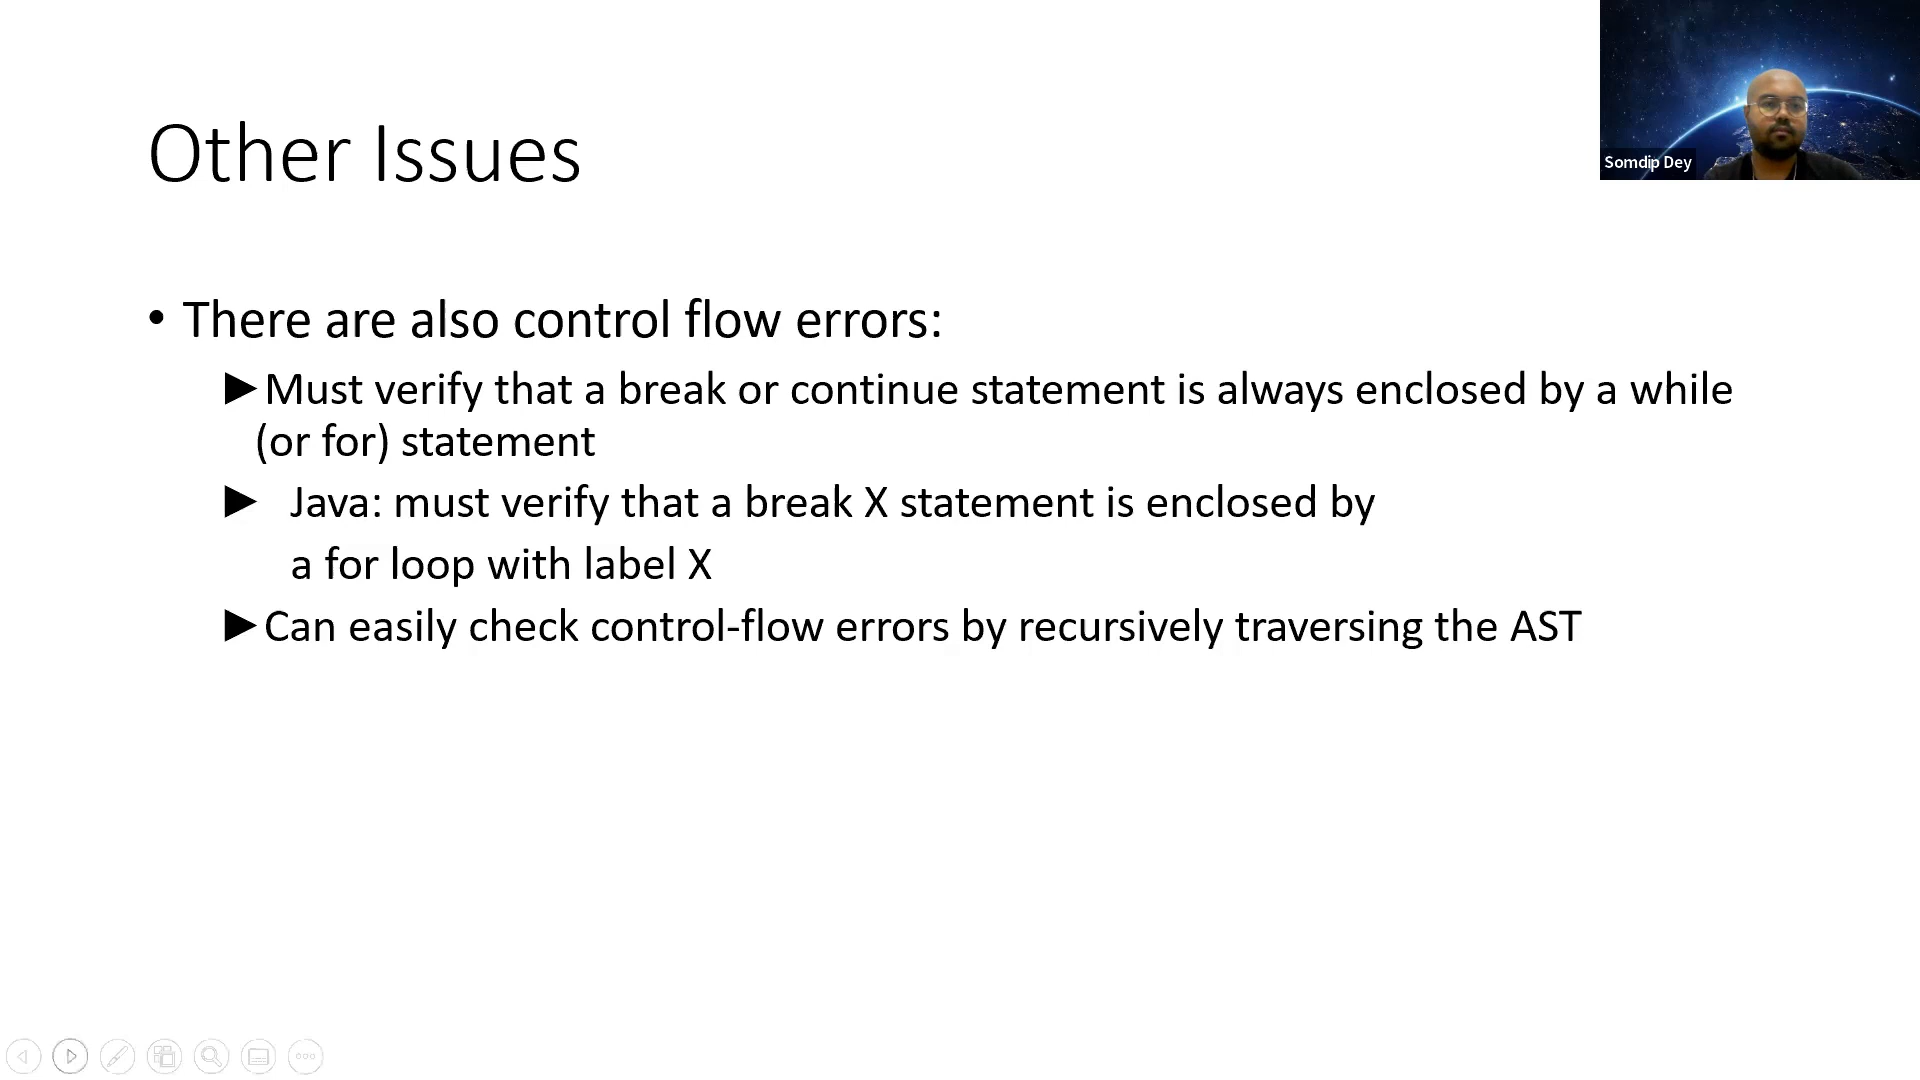 Somdip Dey
Other Issues
• There are also control flow errors:
►Must verify that a break or continue statement is always enclosed by a while
(or for) statement
► Java: must verify that a break X statement is enclosed by
a for loop with label X
►Can easily check control-flow errors by recursively traversing the AST